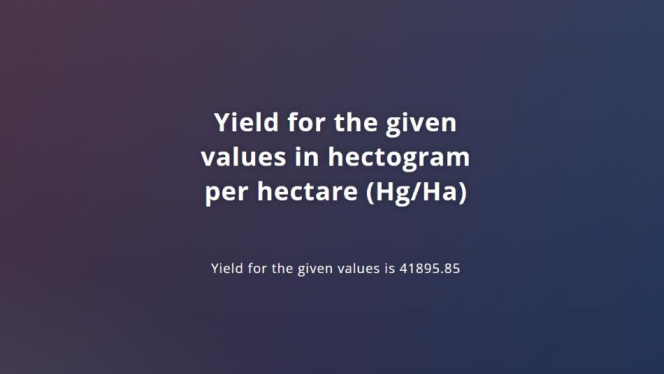 Yield for the given
values in hectogram
per hectare (Hg/Ha)
Yield for the given values is 41895.85